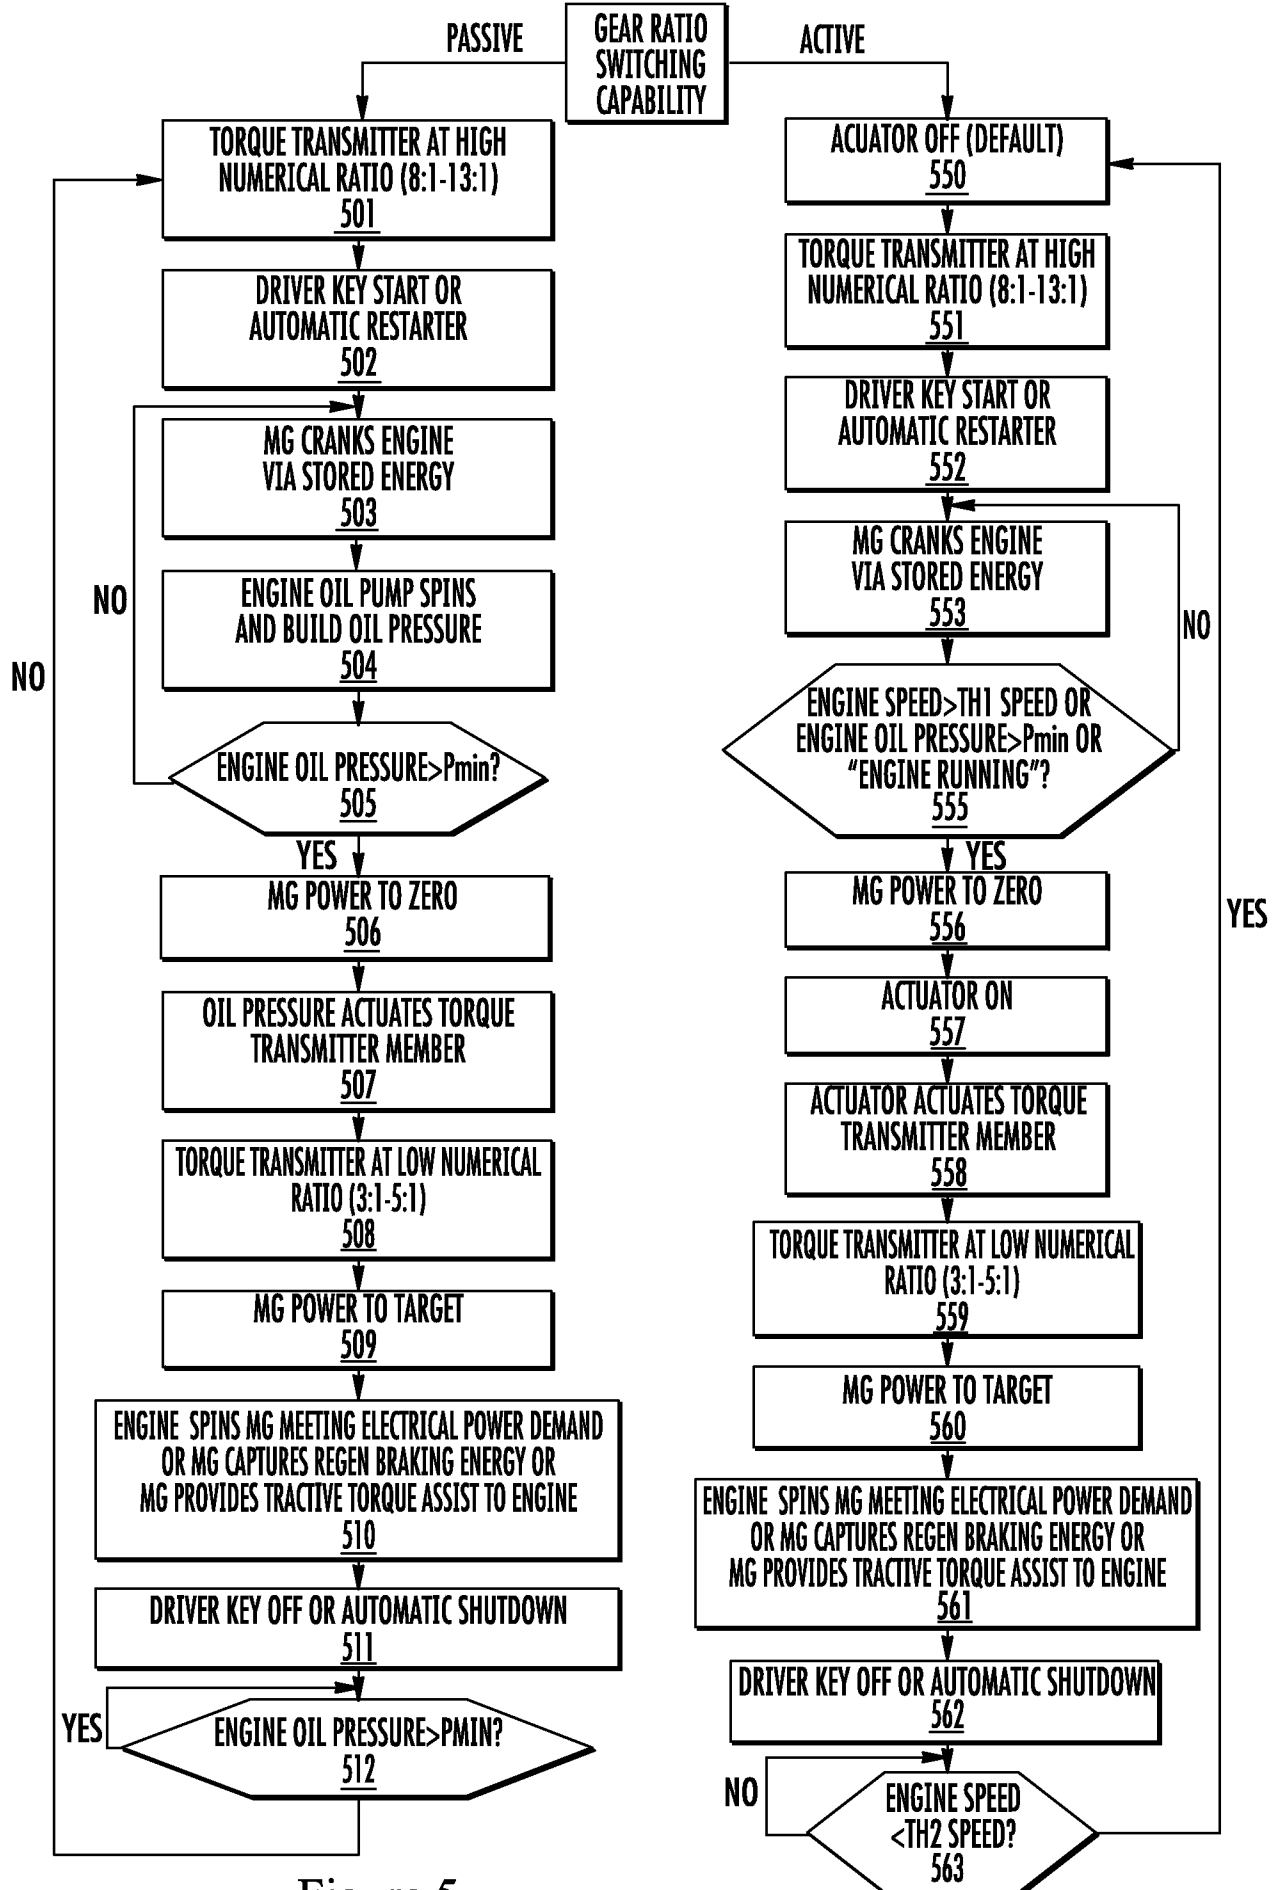 GEAR RATIO
SWITCHING
CAPABILITY
PASSIVE
ACTIVE
TORQUE TRANSMITTER AT HIGH
NUMERICAL RATIO (8:1-13:1)
501
DRIVER KEY START OR
AUTOMATIC RESTARTER
502
MG CRANKS ENGINE
VIA STORED ENERGY
503
ENGINE OIL PUMP SPINS
AND BUILD OIL PRESSURE
504
NO
NO
ENGINE OIL PRESSURE>Pmin?
505
YES
MG POWER TO ZERO
506
OIL PRESSURE ACTUATES TORQUE
TRANSMITTER MEMBER
507
TORQUE TRANSMITTER AT LOW NUMERICAL
RATIO (3:1-5:1)
508
MG POWER TO TARGET
509
ENGINE SPINS MG MEETING ELECTRICAL POWER DEMAND
OR MG CAPTURES REGEN BRAKING ENERGY OR
MG PROVIDES TRACTIVE TORQUE ASSIST TO ENGINE
510
DRIVER KEY OFF OR AUTOMATIC SHUTDOWN
511
YES
ENGINE OIL PRESSURE>PMIN?
512
ACUATOR OFF (DEFAULT)
550
TORQUE TRANSMITTER AT HIGH
NUMERICAL RATIO (8:1-13:1)
551
DRIVER KEY START OR
AUTOMATIC RESTARTER
552
MG CRANKS ENGINE
VIA STORED ENERGY
553
NO
ENGINE SPEED>TH1 SPEED OR
ENGINE OIL PRESSURE>Pmin OR
“ENGINE RUNNING”?
555
YES
MG POWER TO ZERO
556
YES
ACTUATOR ON
557
ACTUATOR ACTUATES TORQUE
TRANSMITTER MEMBER
558
TORQUE TRANSMITTER AT LOW NUMERICAL
RATIO (3:1-5:1)
559
MG POWER TO TARGET
560
ENGINE SPINS MG MEETING ELECTRICAL POWER DEMAND
OR MG CAPTURES REGEN BRAKING ENERGY OR
MG PROVIDES TRACTIVE TORQUE ASSIST TO ENGINE
561
DRIVER KEY OFF OR AUTOMATIC SHUTDOWN
562
NO
ENGINE SPEED
<TH2 SPEED?
563